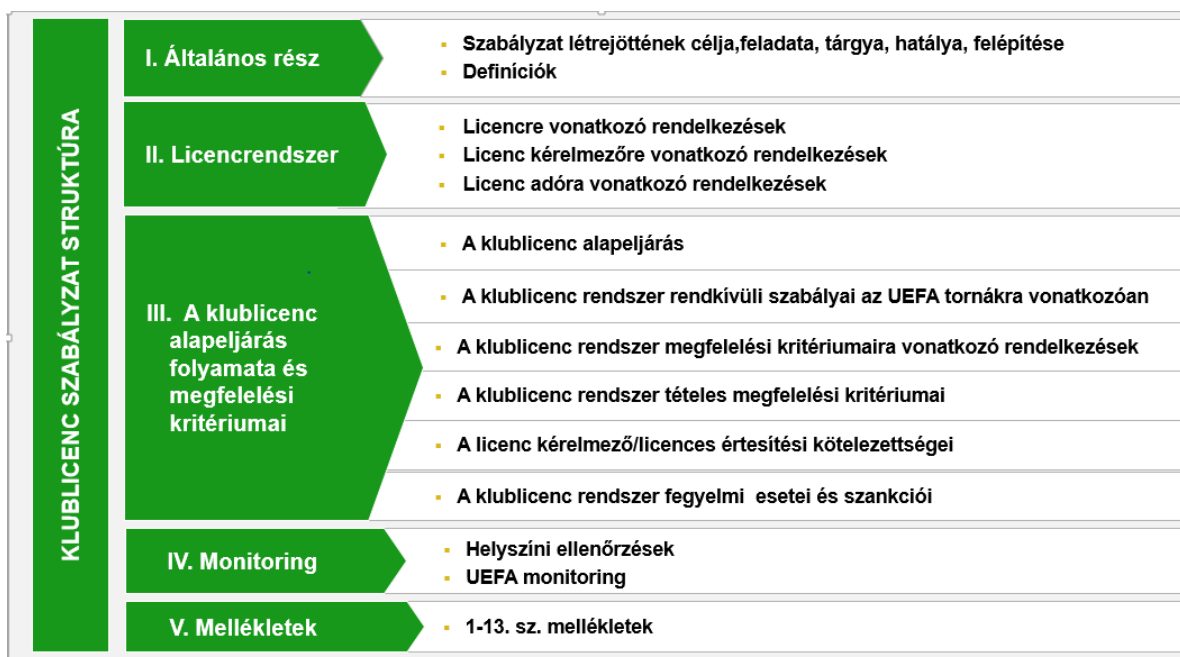 KLUBLICENC SZABÁLYZAT STRUKTÚRA
I. Általános rész
Szabályzat létrejöttének célja,feladata, tárgya, hatálya, felépítése
Definíciók
II. Licencrendszer
Licencre vonatkozó rendelkezések
Licenc kérelmezőre vonatkozó rendelkezések
Licenc adóra vonatkozó rendelkezések
III. A klublicenc
alapeljárás
folyamata és
megfelelési
kritériumai
A klublicenc alapeljárás
A klublicenc rendszer rendkívüli szabályai az UEFA tornákra vonatkozóan
A klublicenc rendszer megfelelési kritériumaira vonatkozó rendelkezések
A klublicenc rendszer tételes megfelelési kritériumai
A licenc kérelmező/licences értesítési kötelezettségei
A klublicenc rendszer fegyelmi esetei és szankciói
IV. Monitoring
Helyszíni ellenőrzések
UEFA monitoring
V. Mellékletek
1-13. sz. mellékletek